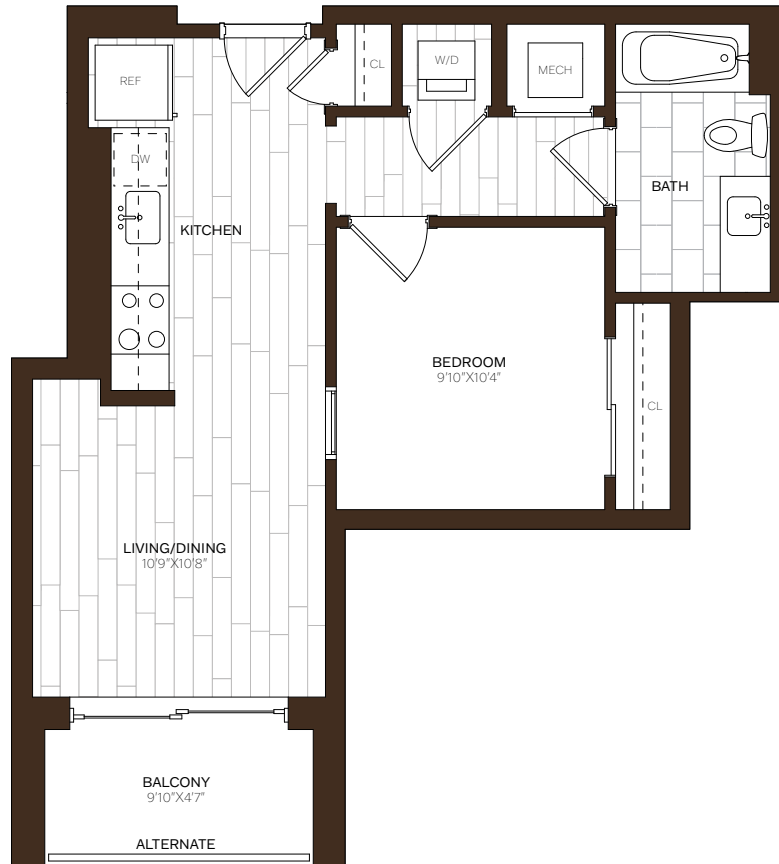 REF
CL
W/D
MECH
DW
BATH
KITCHEN
BEDROOM
9'10"X10'4"
CL
LIVING/DINING
10'9"X10'8"
BALCONY
9'10"X4'7"
ALTERNATE